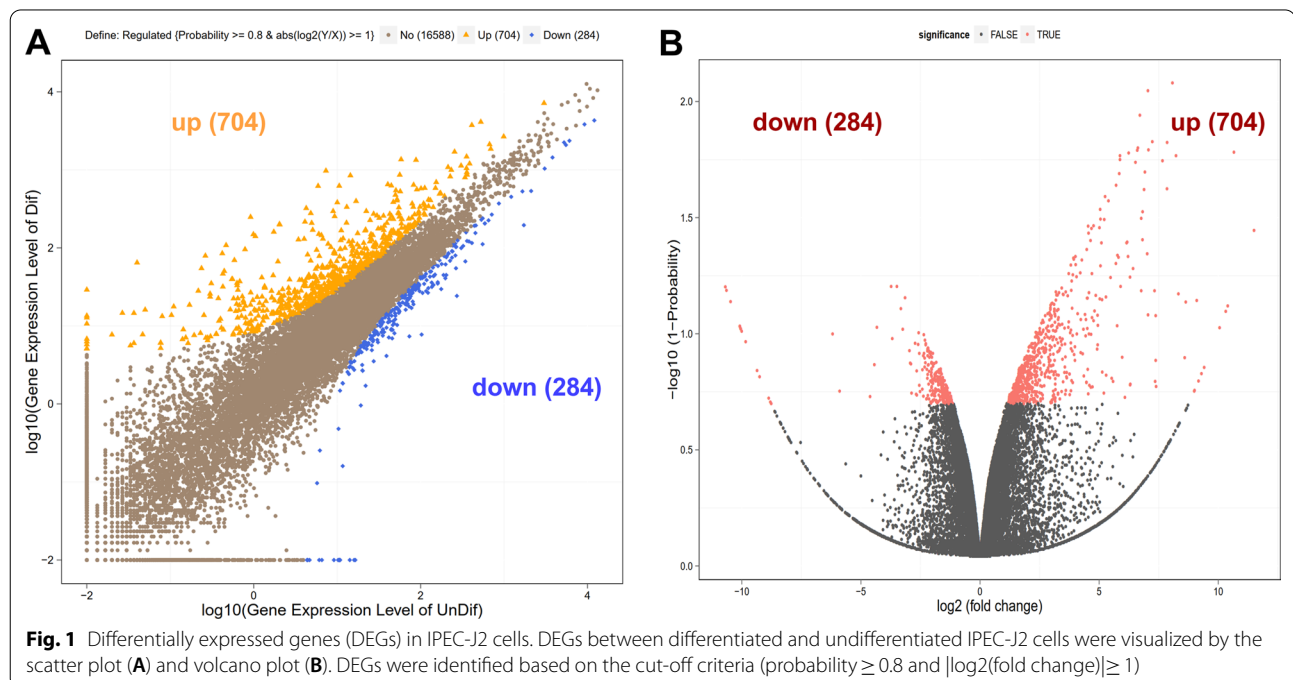 A
Define: Regulated {Probability >= 0.8 & abs(log2(Y/X)) >= 1} No (16588) Up (704) Down (284)
up (704)
down (284)
log10(Gene Expression Level of Dif)
4
2
0
−2
−2 0 2 4
log10(Gene Expression Level of UnDif)
B
significance FALSE TRUE
down (284)
up (704)
−log10 (1−Probability)
2.0
1.5
1.0
0.5
0.0
−10 −5 0 5 10
log2 (fold change)
Fig. 1 Differentially expressed genes (DEGs) in IPEC-J2 cells. DEGs between differentiated and undifferentiated IPEC-J2 cells were visualized by the
scatter plot (A) and volcano plot (B). DEGs were identified based on the cut-off criteria (probability ≥ 0.8 and |log2(fold change)| ≥ 1)